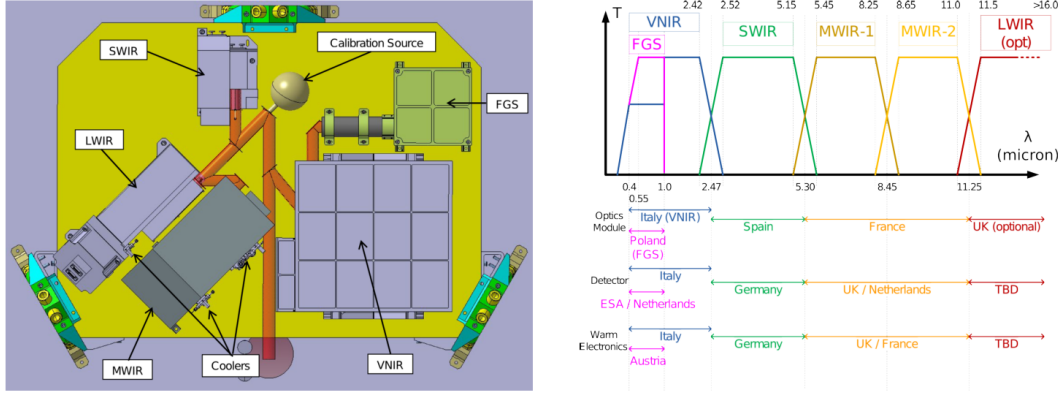 SWIR
Calibration Source
FGS
LWIR
MWIR
Coolers
VNIR
2.42 2.52 5.15 5.45 8.25 8.65 11.0 11.5 >16.0
T
VNIR
FGS
SWIR
MWIR-1
MWIR-2
LWIR
(opt)
λ
(micron)
0.4 1.0 2.47 5.30 8.45 11.25
0.55
Optics
Module
Italy (VNIR)
Poland
(FGS)
Spain
France
UK (optional)
Detector
Italy
ESA / Netherlands
Germany
UK / Netherlands
TBD
Warm
Electronics
Italy
Austria
Germany
UK / France
TBD